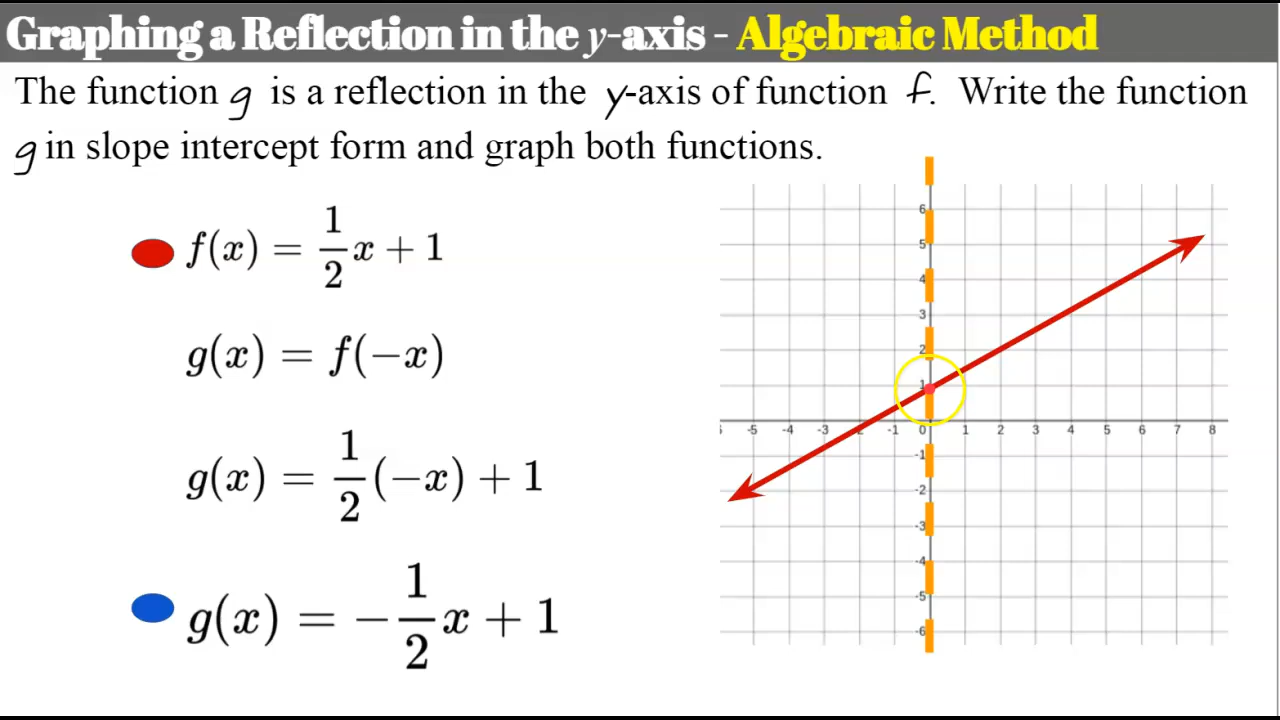 Graphing a Reflection in the y-axis - Algebraic Method
The function g is a reflection in the y-axis of function f. Write the function
g in slope intercept form and graph both functions.
f(x) = 1/2 x + 1
g(x) = f(−x)
g(x) = 1/2 (−x) + 1
g(x) = −1/2 x + 1
6
5
4
3
2
1
-5 -4 -3 -2 -1 0 1 2 3 4 5 6 7 8
-1
-2
-3
-4
-5
-6